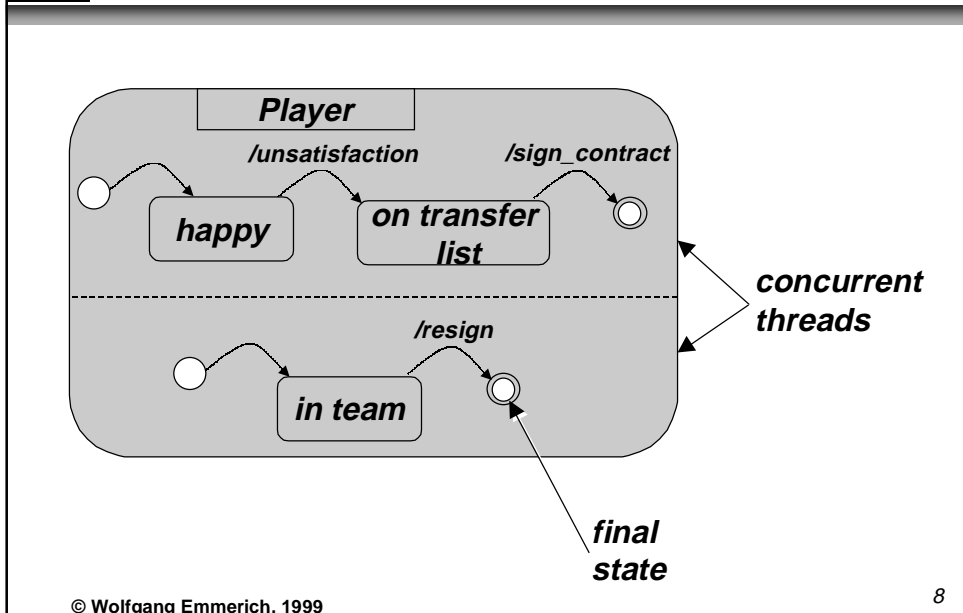 Player
/unsatisfaction
/sign_contract
happy
on transfer
list
concurrent
threads
/resign
in team
final
state
© Wolfgang Emmerich, 1999
8